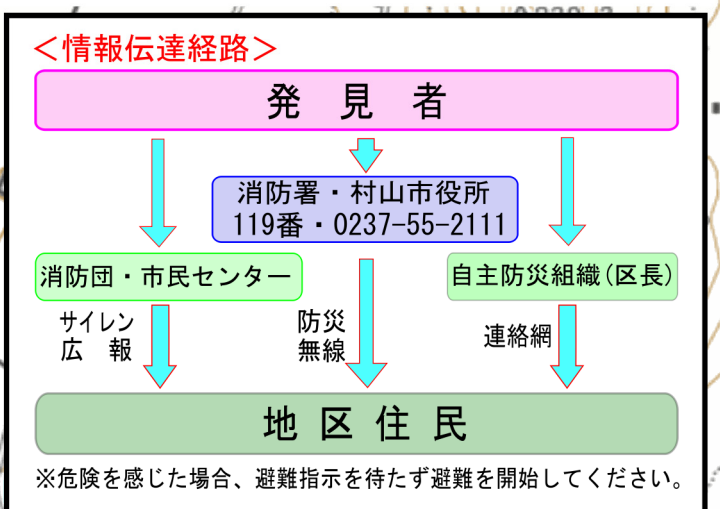 ＜情報伝達経路＞
発見者
消防署・村山市役所
119番・0237-55-2111
消防団・市民センター
自主防災組織(区長)
サイレン
広報
防災
無線
連絡網
地区住民
※危険を感じた場合、避難指示を待たず避難を開始してください。